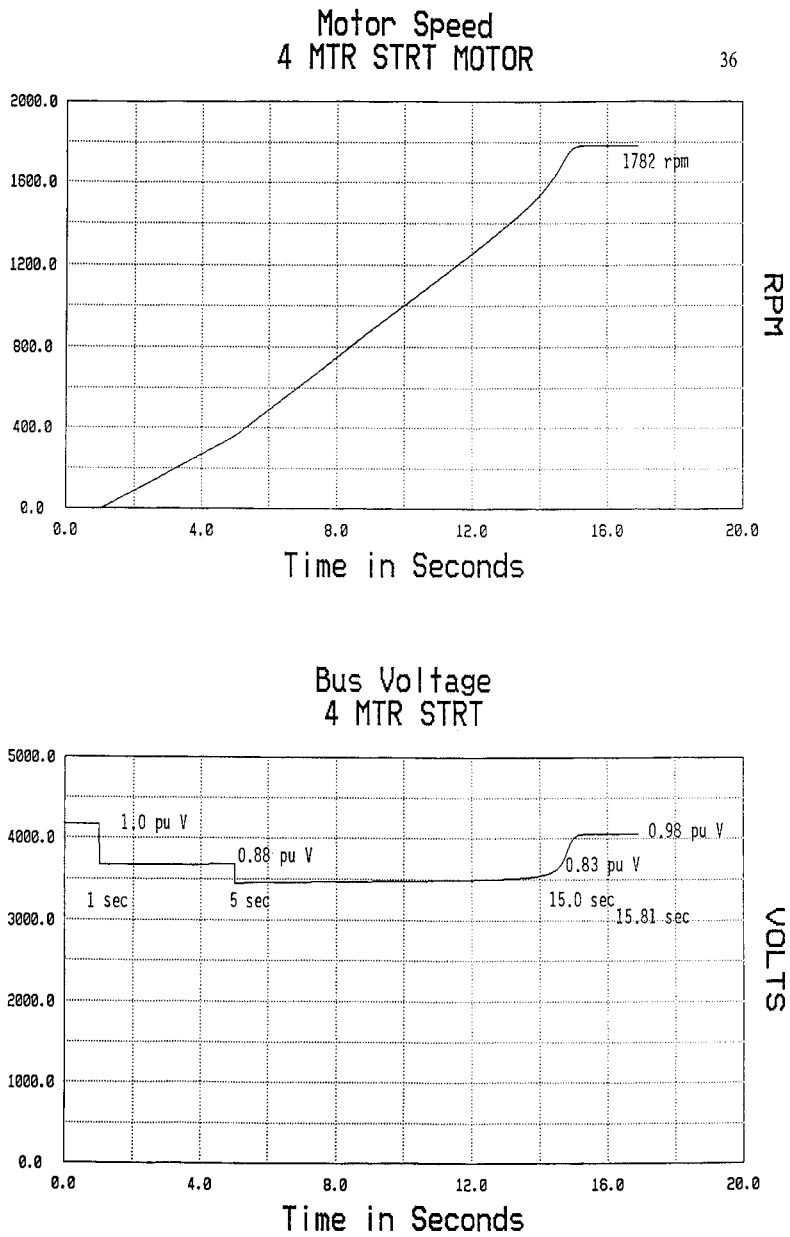 Motor Speed
4 MTR STRT MOTOR
36
2000.0
1600.0
1200.0
800.0
400.0
0.0
1782 rpm
RPM
0.0 4.0 8.0 12.0 16.0 20.0
Time in Seconds
Bus Voltage
4 MTR STRT
5000.0
4000.0
3000.0
2000.0
1000.0
0.0
1.0 pu V
0.88 pu V
0.98 pu V
0.83 pu V
1 sec
5 sec
15.0 sec
15.81 sec
VOLTS
0.0 4.0 8.0 12.0 16.0 20.0
Time in Seconds